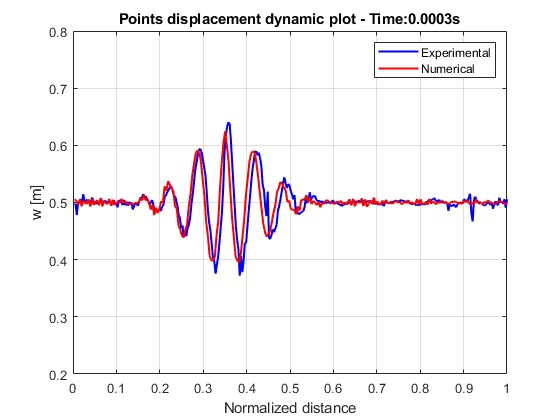 Points displacement dynamic plot - Time:0.0003s
0.8
0.7
0.6
0.5
0.4
0.3
0.2
w [m]
Experimental
Numerical
0 0.1 0.2 0.3 0.4 0.5 0.6 0.7 0.8 0.9 1
Normalized distance